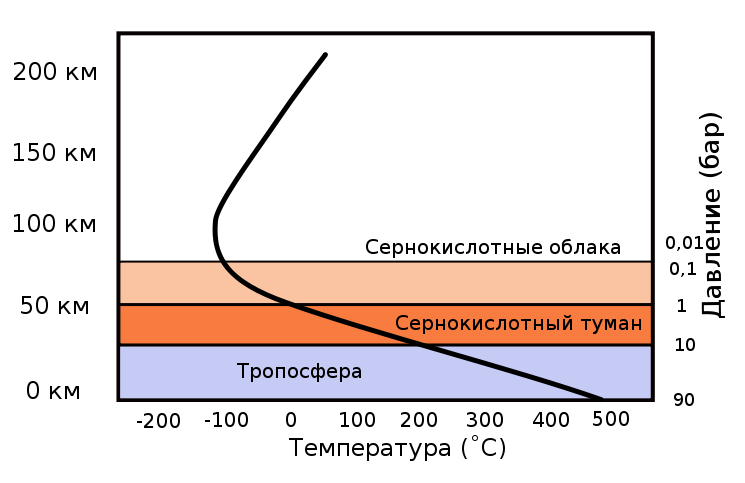 200 км
150 км
100 км
50 км
0 км
Сернокислотные облака
Сернокислотный туман
Тропосфера
0,01
0,1
1
10
90
Давление (бар)
-200 -100 0 100 200 300 400 500
Температура (˚C)